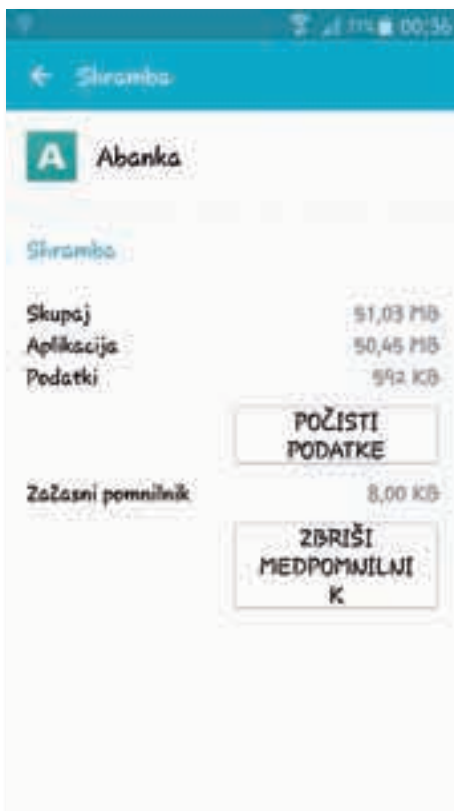 00:36
Shramba
A Abanka
Shramba
Skupaj 51,03 MB
Aplikacija 50,45 MB
Podatki 592 KB
POČISTI
PODATKE
Začasni pomnilnik 8,00 KB
ZBRIŠI
MEDPOMNILNI
K